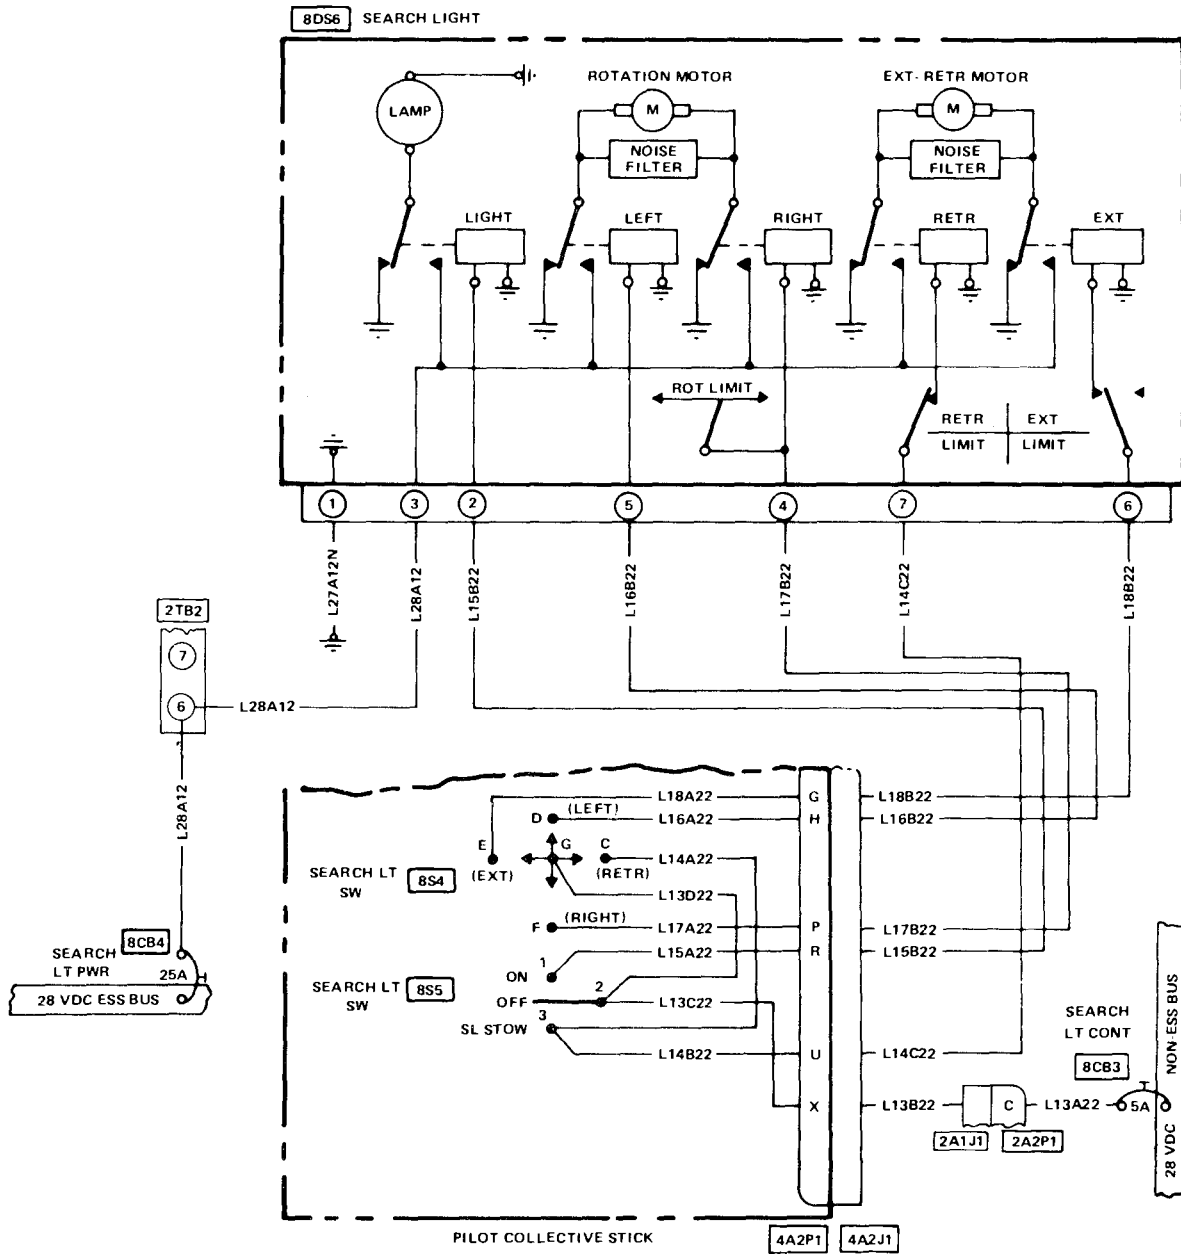 8DS6 SEARCH LIGHT
ROTATION MOTOR
EXT-RETR MOTOR
LAMP
M
M
NOISE
FILTER
NOISE
FILTER
LIGHT
LEFT
RIGHT
RETR
EXT
ROT LIMIT
RETR
LIMIT
EXT
LIMIT
1
3
2
5
4
7
6
L27A12N
L28A12
L15B22
L16B22
L17B22
L14C22
L18B22
2TB2
7
6
L28A12
L28A12
8CB4
SEARCH
LT PWR
25A
28 VDC ESS BUS
L18A22
G
L18B22
D
(LEFT)
L16A22
H
L16B22
E
(EXT)
G
C
(RETR)
L14A22
SEARCH LT
SW
8S4
L13D22
F
(RIGHT)
L17A22
P
L17B22
L15A22
R
L15B22
SEARCH LT
SW
8S5
1
ON
2
OFF
L13C22
3
SL STOW
L14B22
U
L14C22
X
L13B22
C
L13A22
2A1J1
2A2P1
SEARCH
LT CONT
8CB3
5A
28 VDC NON-ESS BUS
PILOT COLLECTIVE STICK
4A2P1
4A2J1